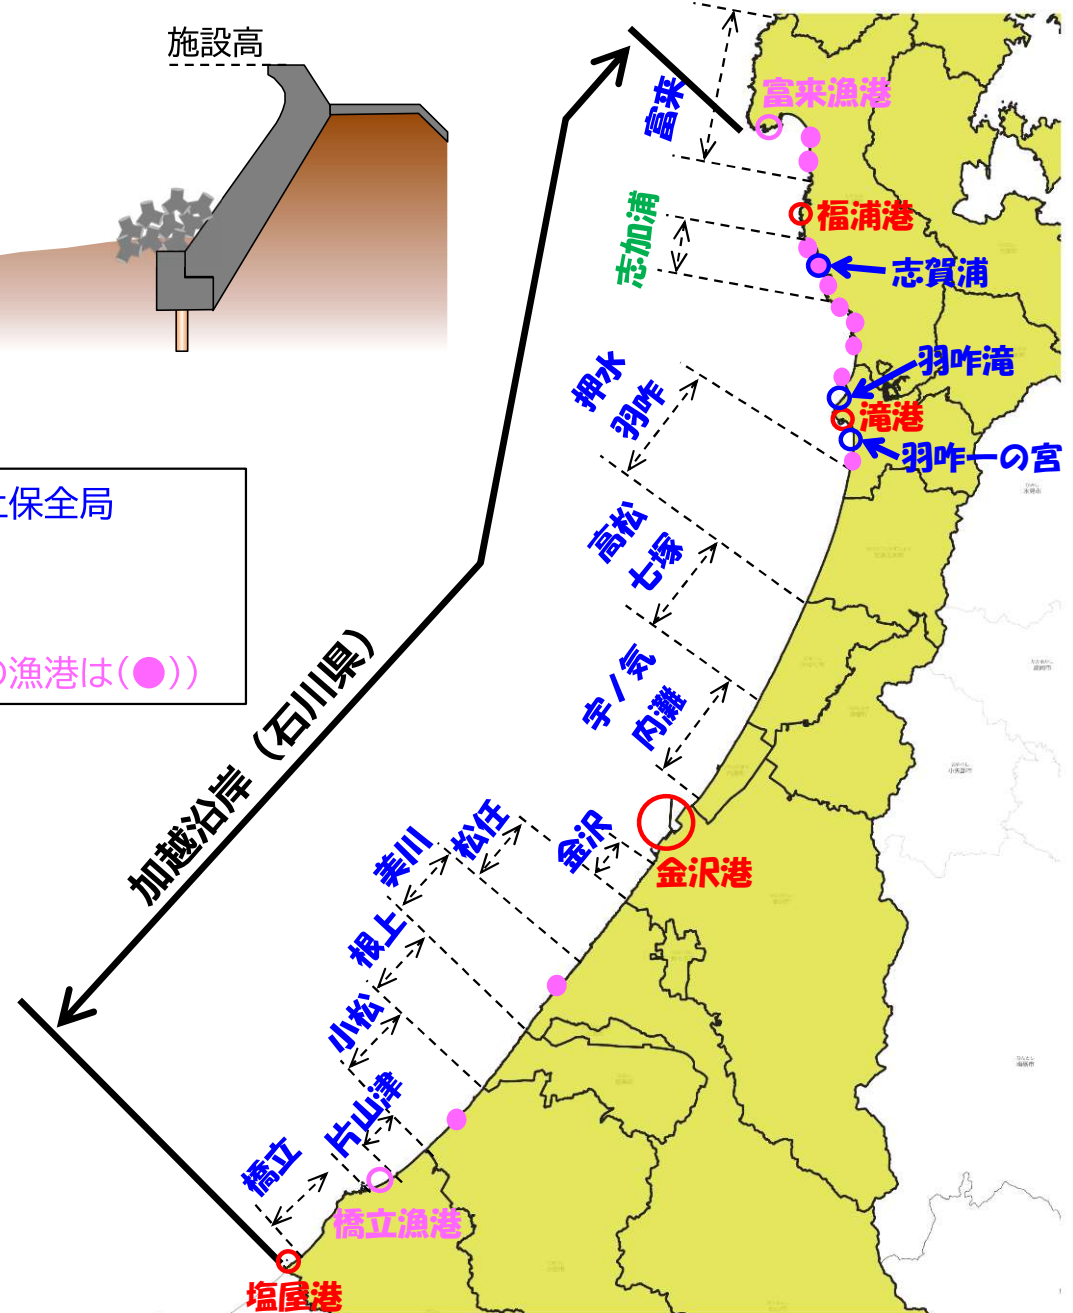 施設高
富来
富来漁港
志加浦
福浦港
志賀浦
押水
羽咋
羽咋滝
滝港
羽咋一の宮
土保全局
高松
七塚
の漁港は(●))
宇ノ気
内灘
加越沿岸（石川県）
金沢
金沢港
松任
美川
根上
小松
片山津
橋立
橋立漁港
塩屋港